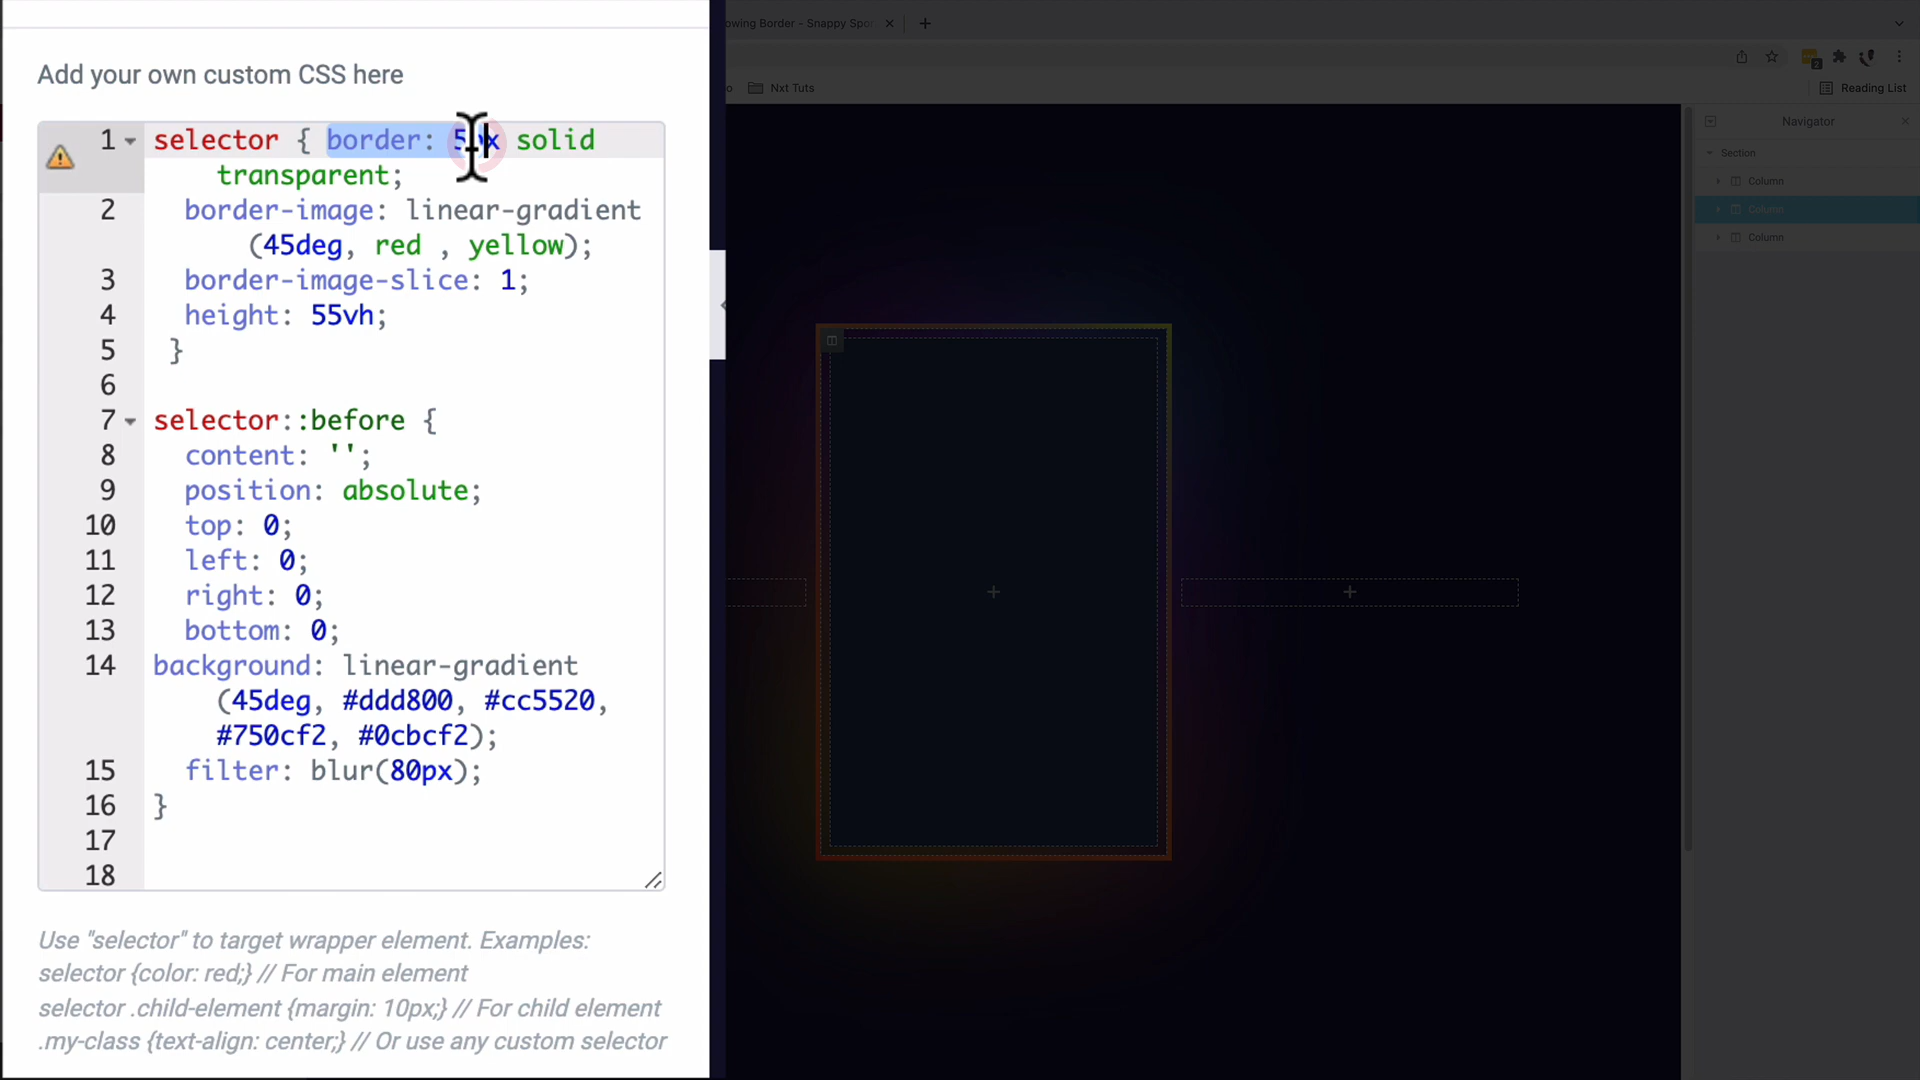 owing Border - Snappy Spo
Nxt Tuts
Reading List
Add your own custom CSS here
1 selector { border: 5px solid
transparent;
2 border-image: linear-gradient
(45deg, red , yellow);
3 border-image-slice: 1;
4 height: 55vh;
5 }
6
7 selector::before {
8 content: '';
9 position: absolute;
10 top: 0;
11 left: 0;
12 right: 0;
13 bottom: 0;
14 background: linear-gradient
(45deg, #ddd800, #cc5520,
#750cf2, #0cbcf2);
15 filter: blur(80px);
16 }
17
18
Use "selector" to target wrapper element. Examples:
selector {color: red;} // For main element
selector .child-element {margin: 10px;} // For child element
.my-class {text-align: center;} // Or use any custom selector
Navigator
Section
Column
Column
Column